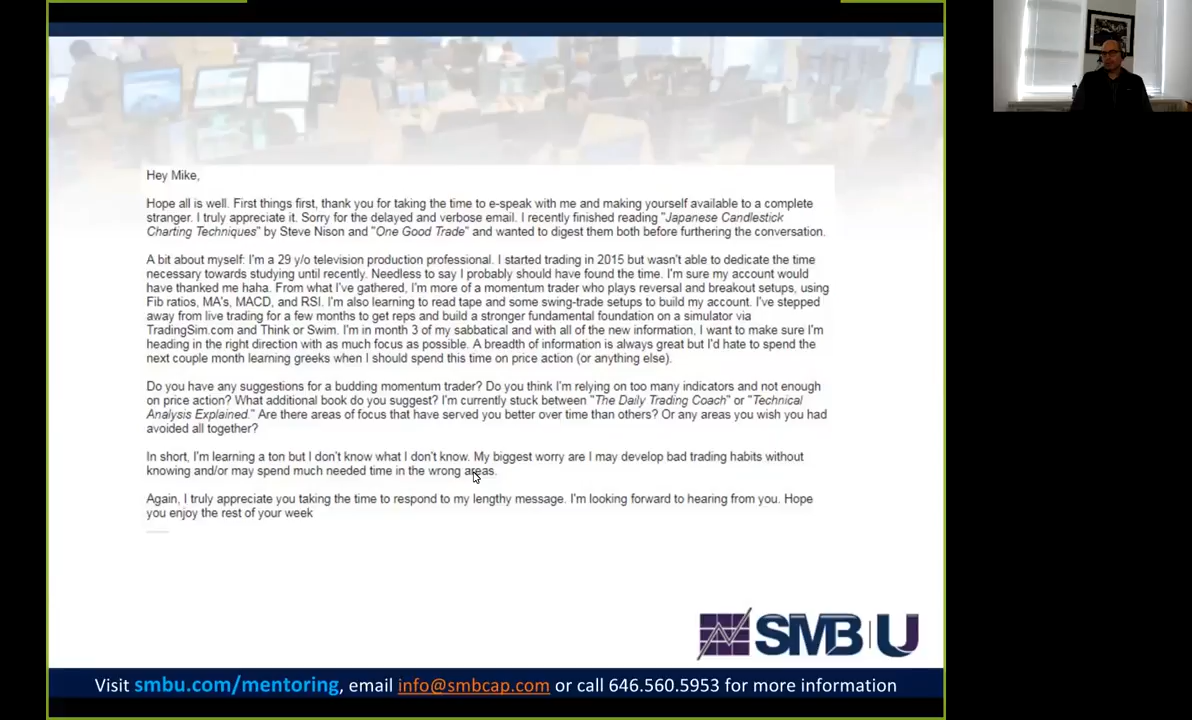 Hey Mike,
Hope all is well. First things first, thank you for taking the time to e-speak with me and making yourself available to a complete
stranger. I truly appreciate it. Sorry for the delayed and verbose email. I recently finished reading "Japanese Candlestick
Charting Techniques" by Steve Nison and "One Good Trade" and wanted to digest them both before furthering the conversation.
A bit about myself: I'm a 29 y/o television production professional. I started trading in 2015 but wasn't able to dedicate the time
necessary towards studying until recently. Needless to say I probably should have found the time. I'm sure my account would
have thanked me haha. From what I've gathered, I'm more of a momentum trader who plays reversal and breakout setups, using
Fib ratios, MA's, MACD, and RSI. I'm also learning to read tape and some swing-trade setups to build my account. I've stepped
away from live trading for a few months to get reps and build a stronger fundamental foundation on a simulator via
TradingSim.com and Think or Swim. I'm in month 3 of my sabbatical and with all of the new information, I want to make sure I'm
heading in the right direction with as much focus as possible. A breadth of information is always great but I'd hate to spend the
next couple month learning greeks when I should spend this time on price action (or anything else).
Do you have any suggestions for a budding momentum trader? Do you think I'm relying on too many indicators and not enough
on price action? What additional book do you suggest? I'm currently stuck between "The Daily Trading Coach" or "Technical
Analysis Explained." Are there areas of focus that have served you better over time than others? Or any areas you wish you had
avoided all together?
In short, I'm learning a ton but I don't know what I don't know. My biggest worry are I may develop bad trading habits without
knowing and/or may spend much needed time in the wrong areas.
Again, I truly appreciate you taking the time to respond to my lengthy message. I'm looking forward to hearing from you. Hope
you enjoy the rest of your week
SMB U
Visit smbu.com/mentoring, email info@smbcap.com or call 646.560.5953 for more information